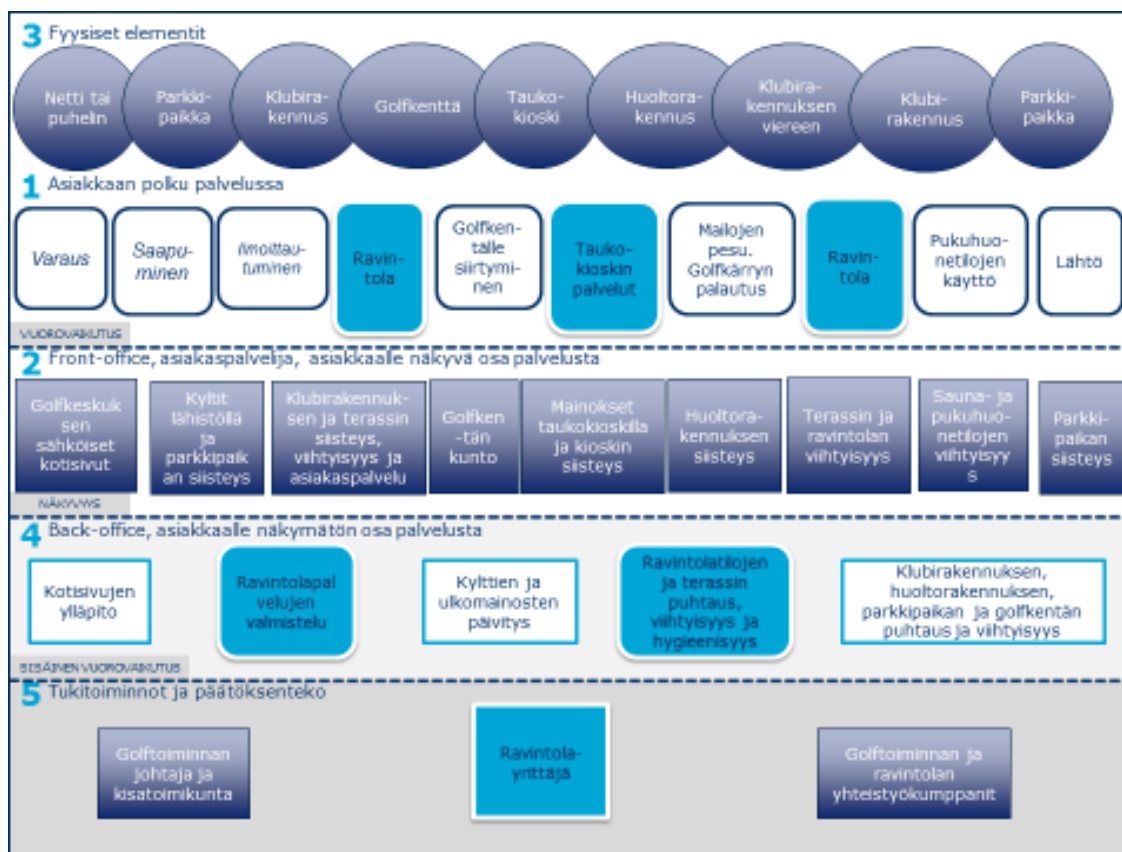 3 Fyysiset elementit
Netti tai
puhelin
Parkki-
paikka
Klubira-
kennus
Golfkenttä
Tauko-
kioski
Huoltora-
kennus
Klubira-
kennuksen
viereen
Klubi-
rakennus
Parkki-
paikka
1 Asiakkaan polku palvelussa
Varaus
Saapu-
minen
Ilmoittau-
tuminen
Ravin-
tola
Golfken-
tälle
siirtymi-
nen
Tauko-
kioskin
palvelut
Mailojen
pesu.
Golfkärryn
palautus
Ravin-
tola
Pukuhuo-
netilojen
käyttö
Lähtö
VUOROVAIKUTUS
2 Front-office, asiakaspalvelija, asiakkaalle näkyvä osa palvelusta
Golfkeskuk
sen
sähköiset
kotisivut
Kyltit
lähistöllä
ja
parkkipaik
an siisteys
Klubirakennuk-
sen ja terassin
siisteys,
viihtyisyys ja
asiakaspalvelu
Golfken
-tän
kunto
Mainokset
taukokioskilla
ja kioskin
siisteys
Huoltora-
kennuksen
siisteys
Terassin ja
ravintolan
viihtyisyys
Sauna- ja
pukuhuo-
netilojen
viihtyisyy
s
Parkki-
paikan
siisteys
NÄKYVYYS
4 Back-office, asiakkaalle näkymätön osa palvelusta
Kotisivujen
ylläpito
Ravintolapal
velujen
valmistelu
Kylttien ja
ulkomainosten
päivitys
Ravintolatilojen
ja terassin
puhtaus,
viihtyisyys ja
hygieenisyys
Klubirakennuksen,
huoltorakennuksen,
parkkipaikan ja golfkentän
puhtaus ja viihtyisyys
SISÄINEN VUOROVAIKUTUS
5 Tukitoiminnot ja päätöksenteko
Golftoiminnan
johtaja ja
kisatoimikunta
Ravintola-
yrittäjä
Golftoiminnan ja
ravintolan
yhteistyökumppanit